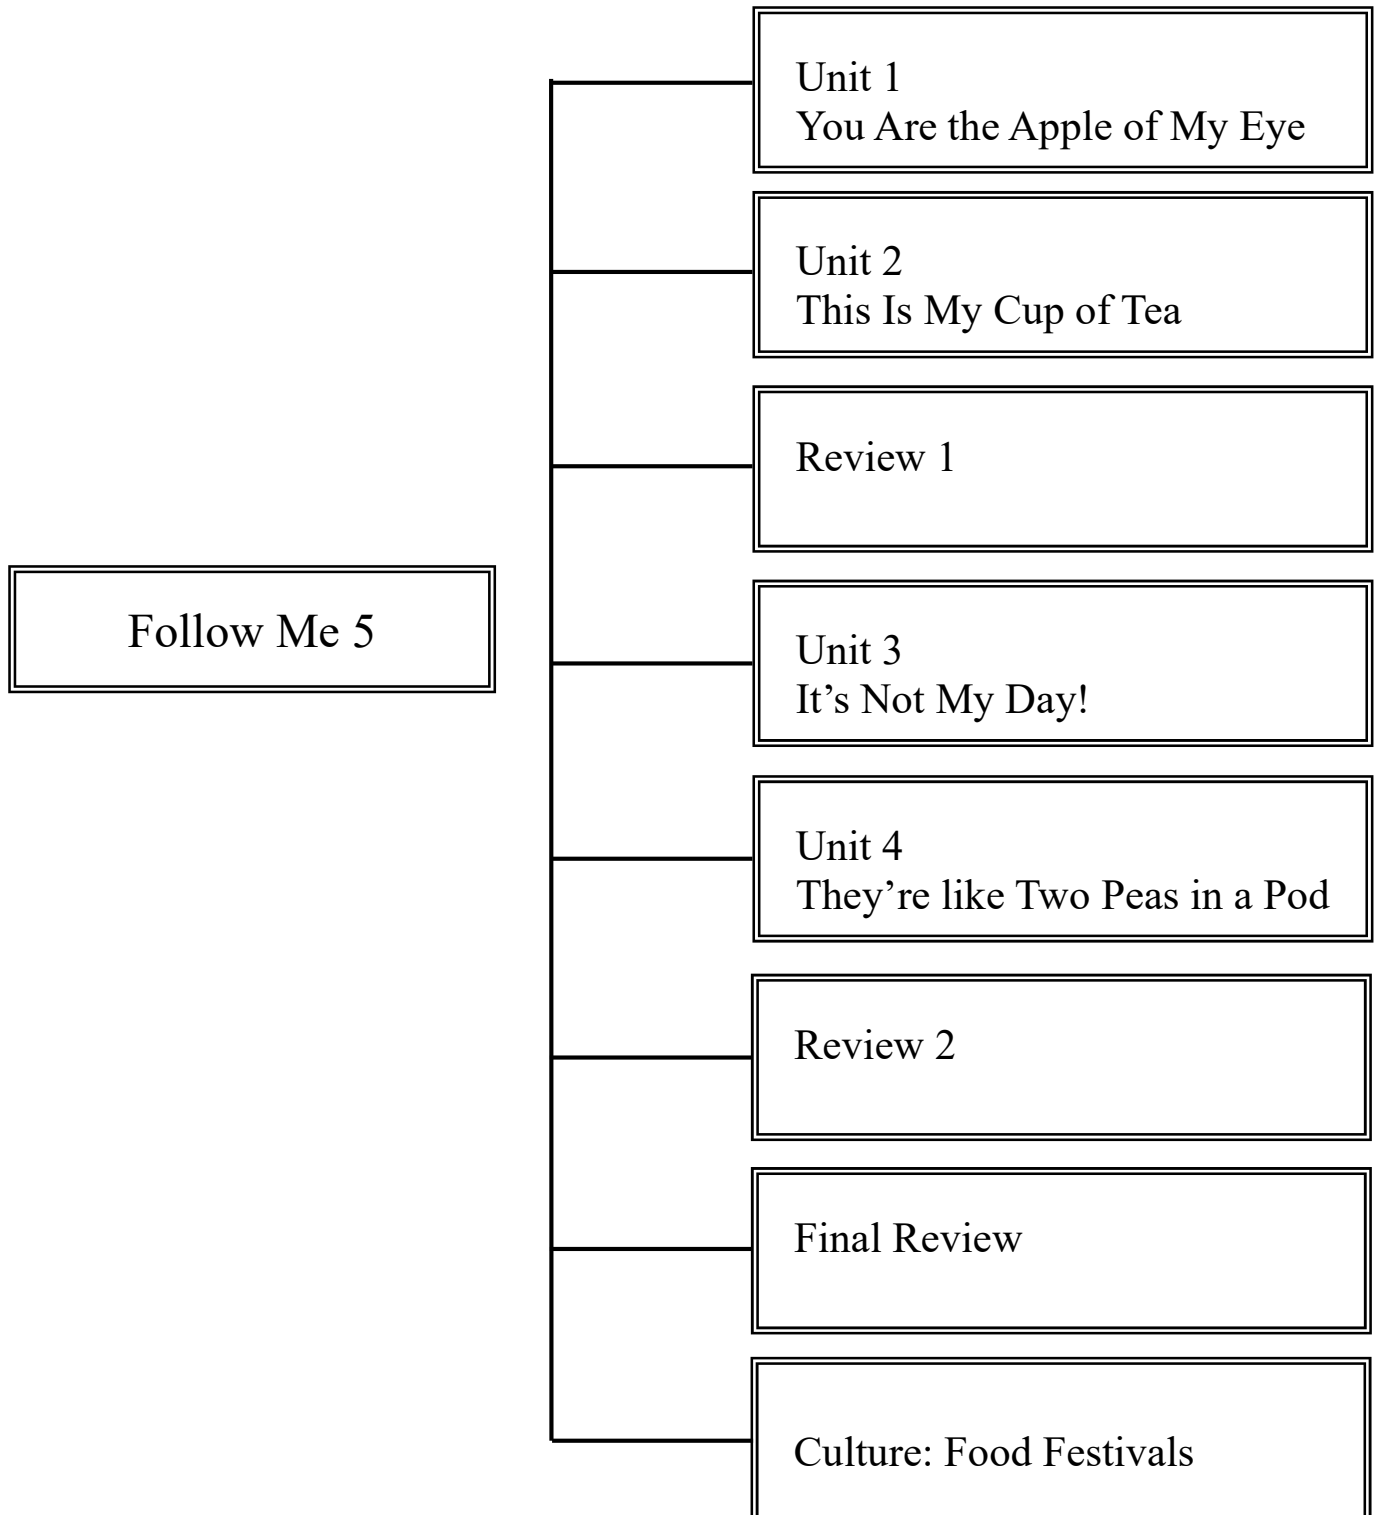 Follow Me 5
Unit 1
You Are the Apple of My Eye
Unit 2
This Is My Cup of Tea
Review 1
Unit 3
It’s Not My Day!
Unit 4
They’re like Two Peas in a Pod
Review 2
Final Review
Culture: Food Festivals